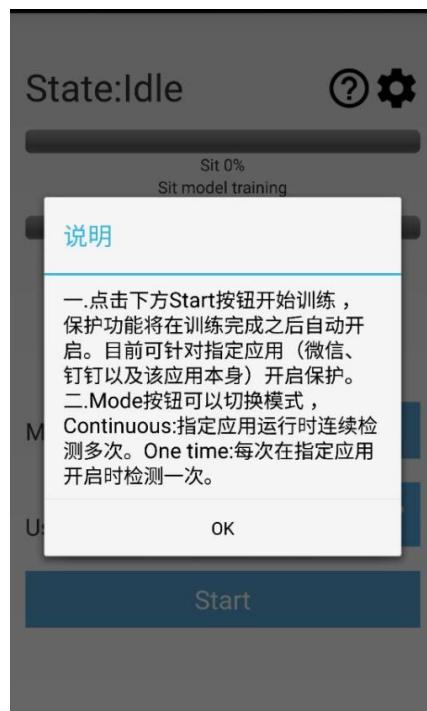 State:Idle
Sit 0%
Sit model training
说明
一.点击下方Start按钮开始训练，
保护功能将在训练完成之后自动开
启。目前可针对指定应用（微信、
钉钉以及该应用本身）开启保护。
二.Mode按钮可以切换模式，
Continuous:指定应用运行时连续检
测多次。One time:每次在指定应用
开启时检测一次。
OK
Start